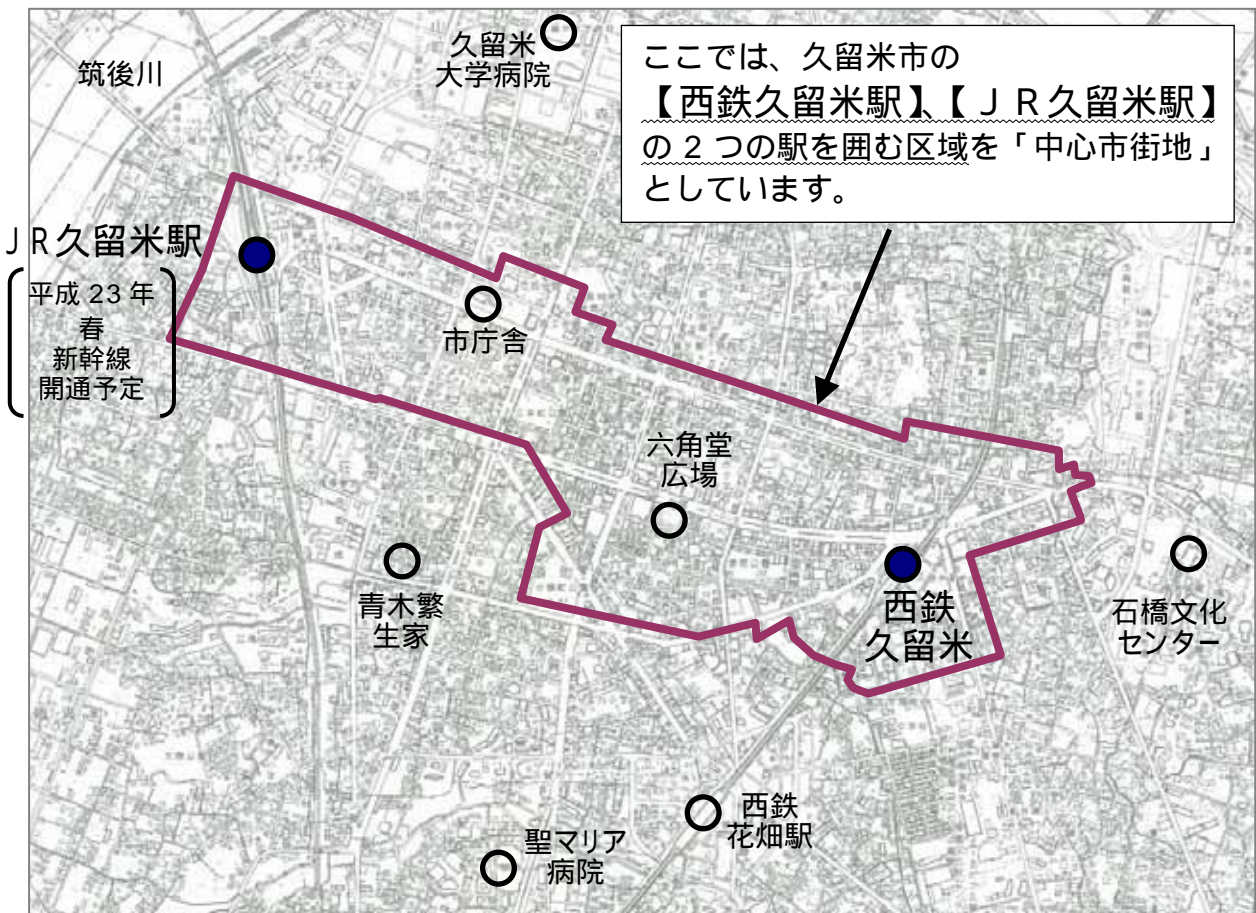 久留米
大学病院
筑後川
ここでは、久留米市の
【西鉄久留米駅】、【ＪＲ久留米駅】
の２つの駅を囲む区域を「中心市街地」
としています。
ＪＲ久留米駅
平成23年
春
新幹線
開通予定
市庁舎
六角堂
広場
青木繁
生家
西鉄
久留米
石橋文化
センター
西鉄
花畑駅
聖マリア
病院